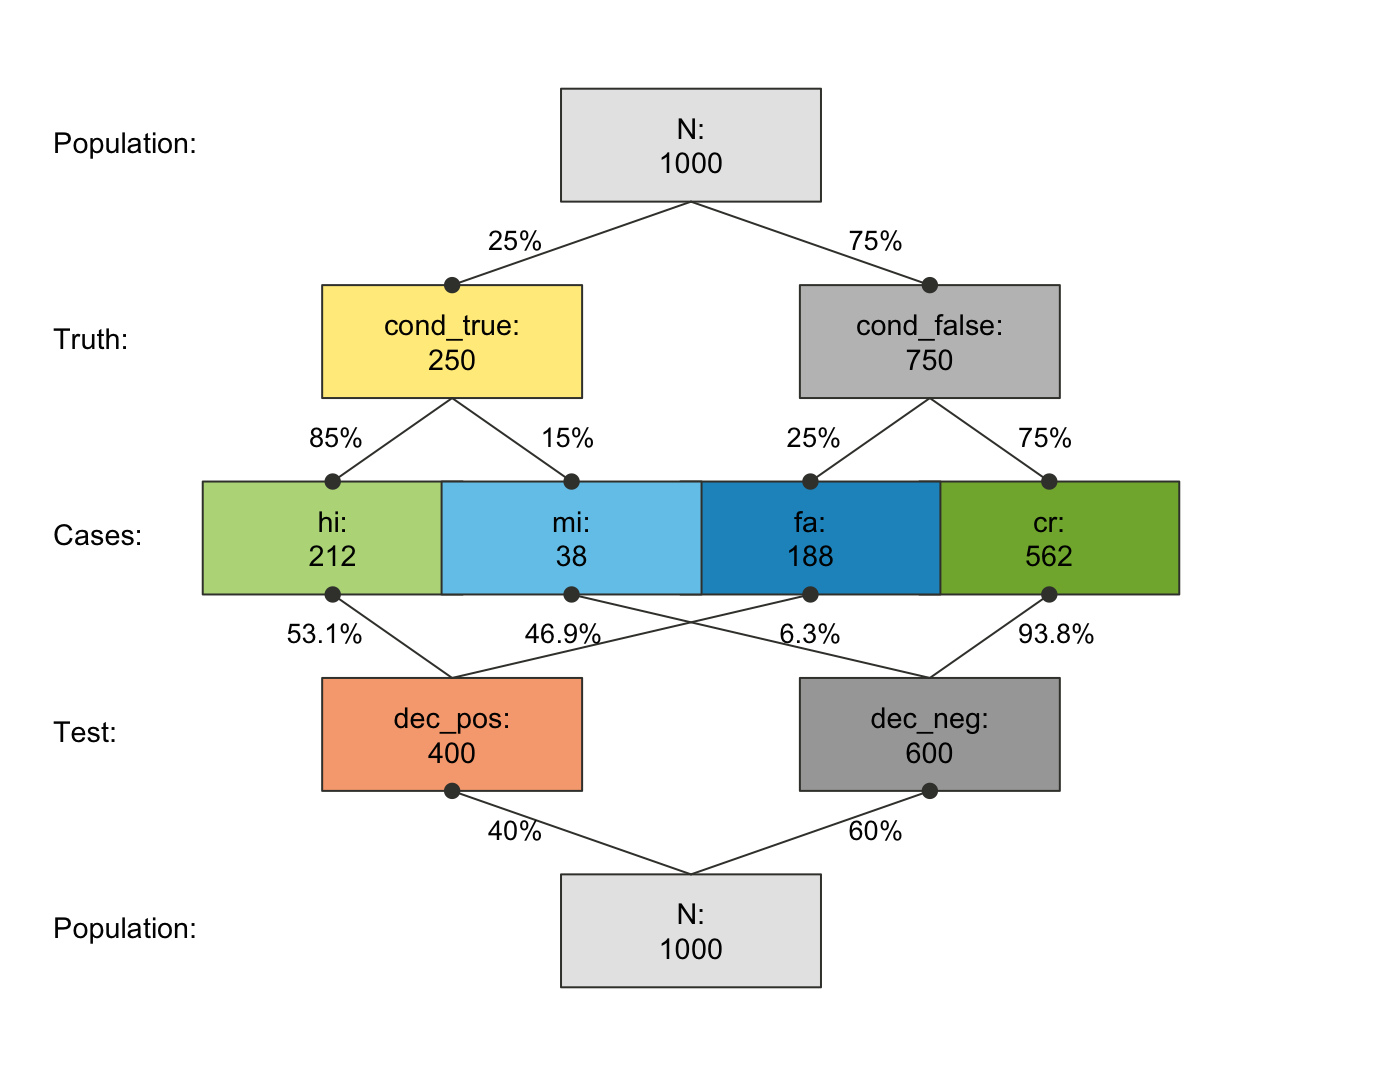 Population:
N:
1000
25%
75%
Truth:
cond_true:
250
cond_false:
750
85%
15%
25%
75%
Cases:
hi:
212
mi:
38
fa:
188
cr:
562
53.1%
46.9%
6.3%
93.8%
Test:
dec_pos:
400
dec_neg:
600
40%
60%
Population:
N:
1000